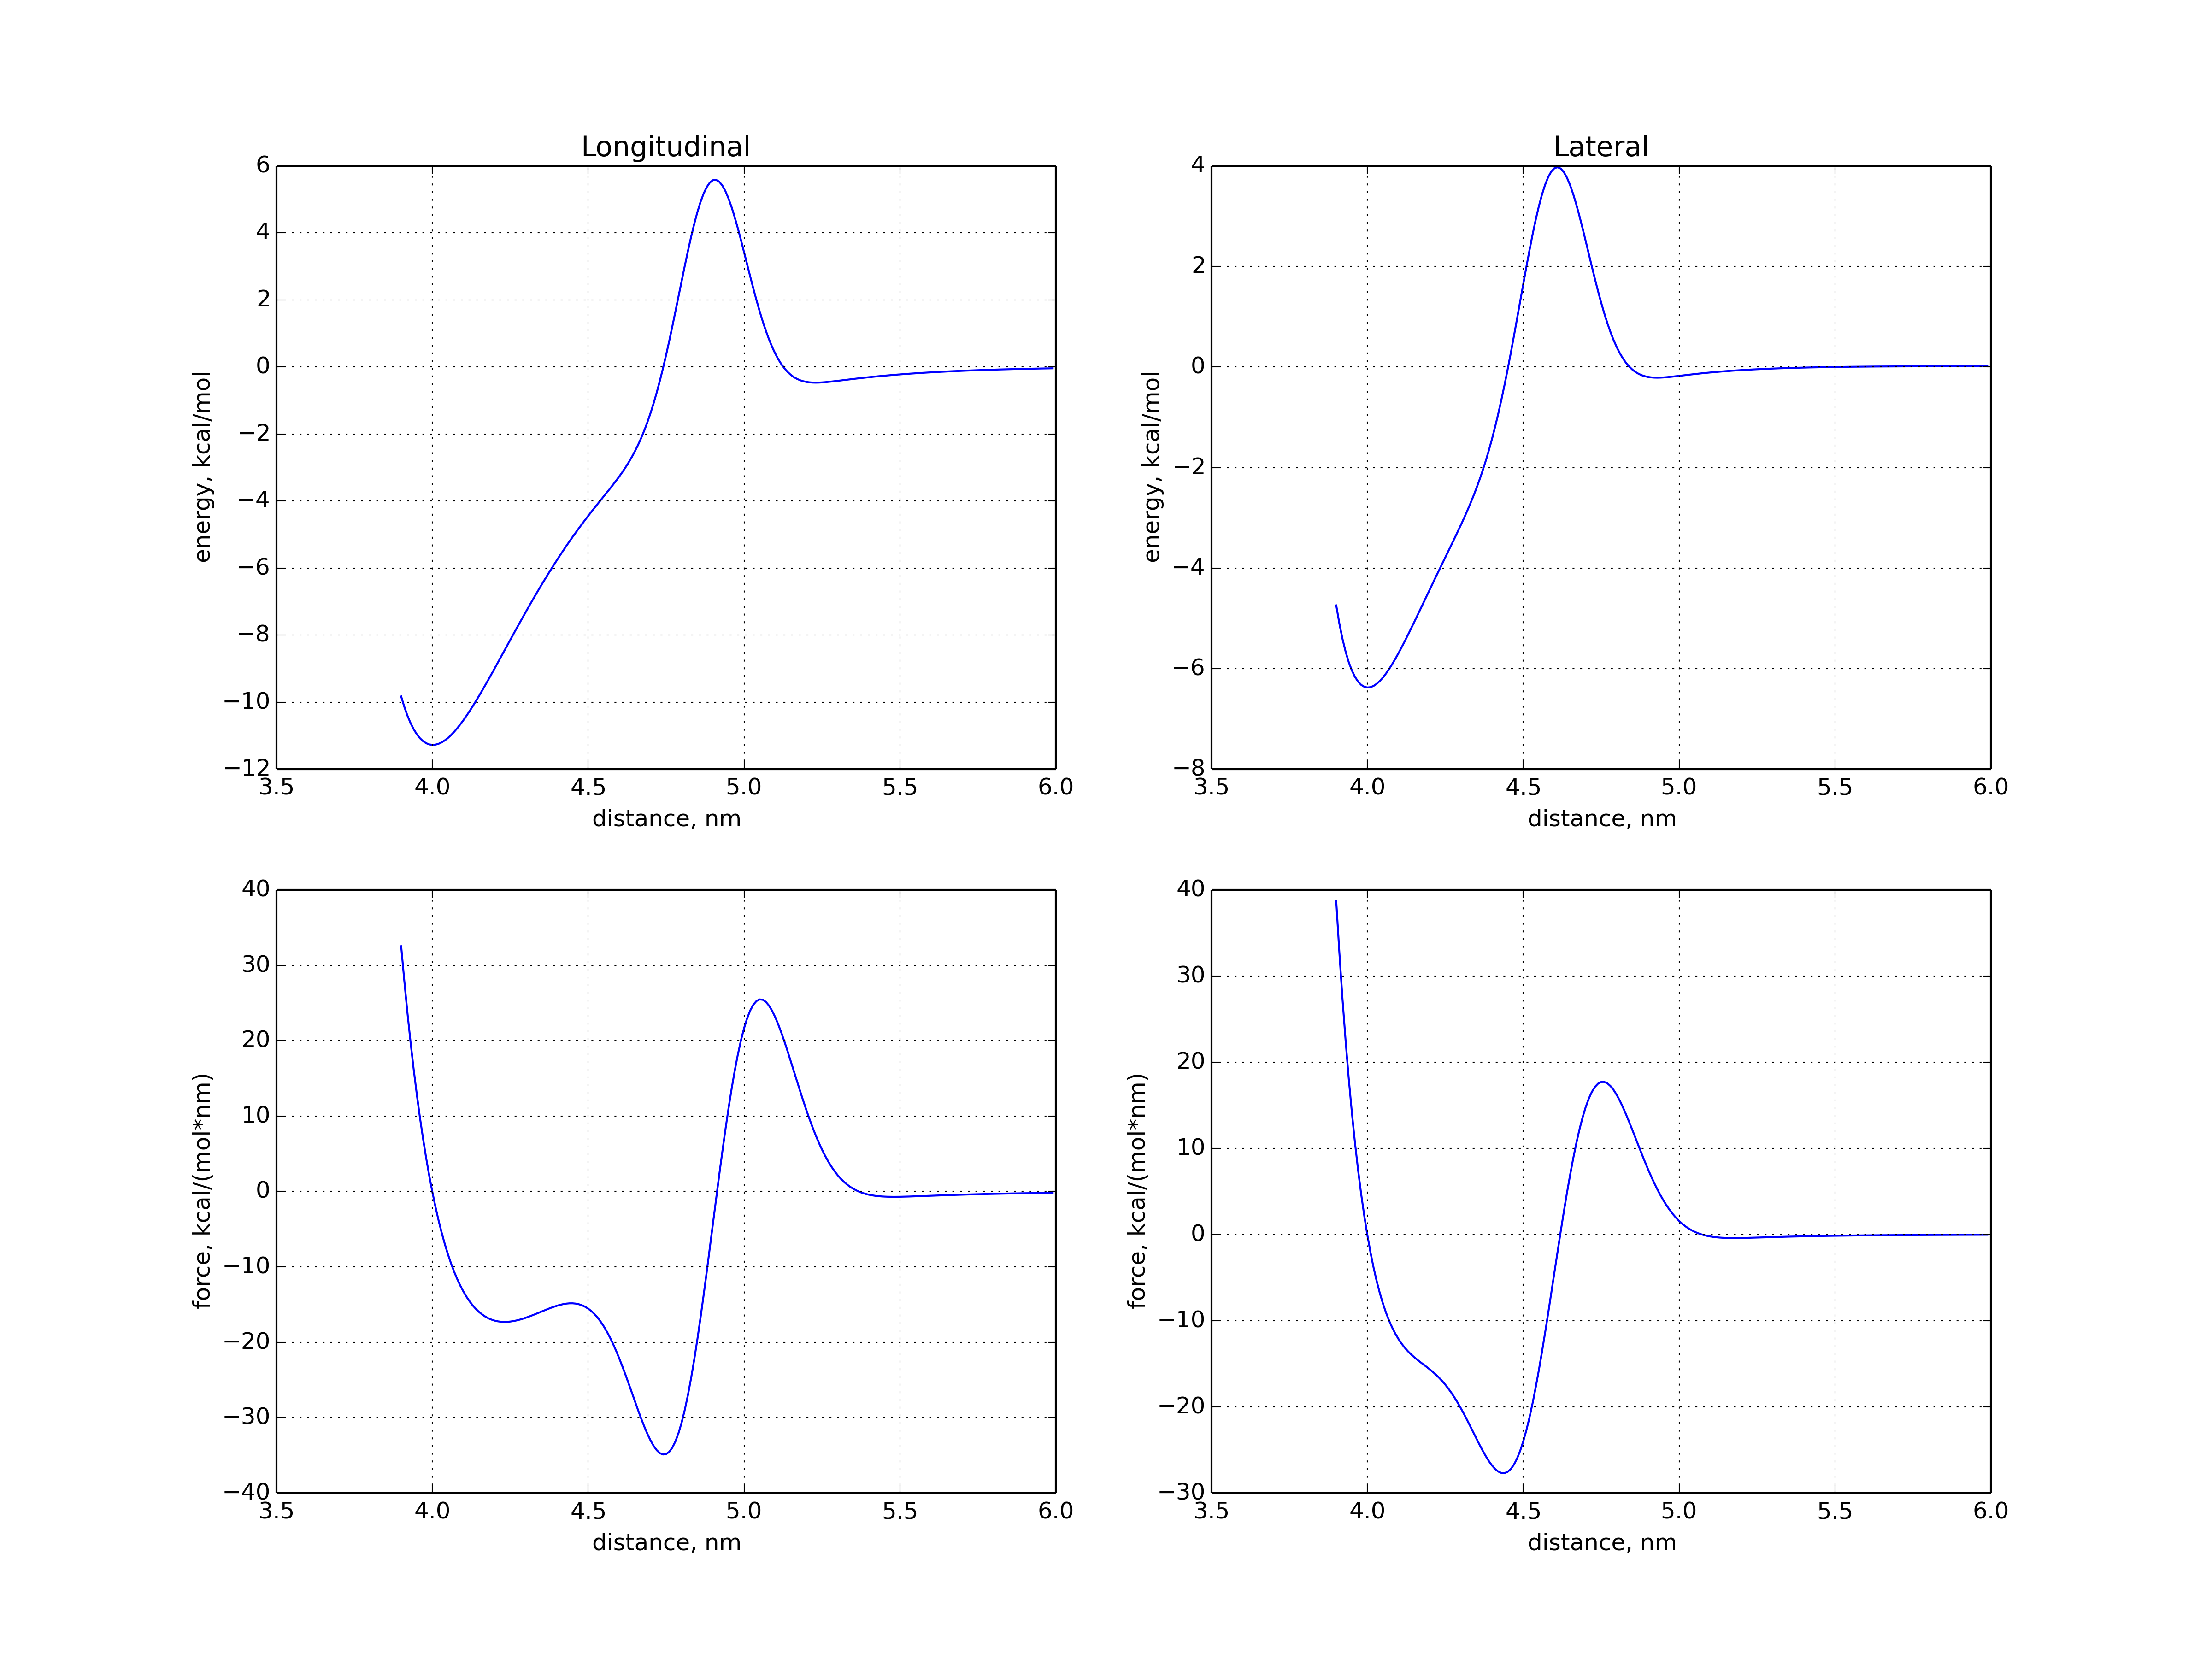 Longitudinal
6
4
2
0
−2
−4
−6
−8
−10
−12
energy, kcal/mol
3.5 4.0 4.5 5.0 5.5 6.0
distance, nm
Lateral
4
2
0
−2
−4
−6
−8
energy, kcal/mol
3.5 4.0 4.5 5.0 5.5 6.0
distance, nm
40
30
20
10
0
−10
−20
−30
−40
force, kcal/(mol*nm)
3.5 4.0 4.5 5.0 5.5 6.0
distance, nm
40
30
20
10
0
−10
−20
−30
force, kcal/(mol*nm)
3.5 4.0 4.5 5.0 5.5 6.0
distance, nm